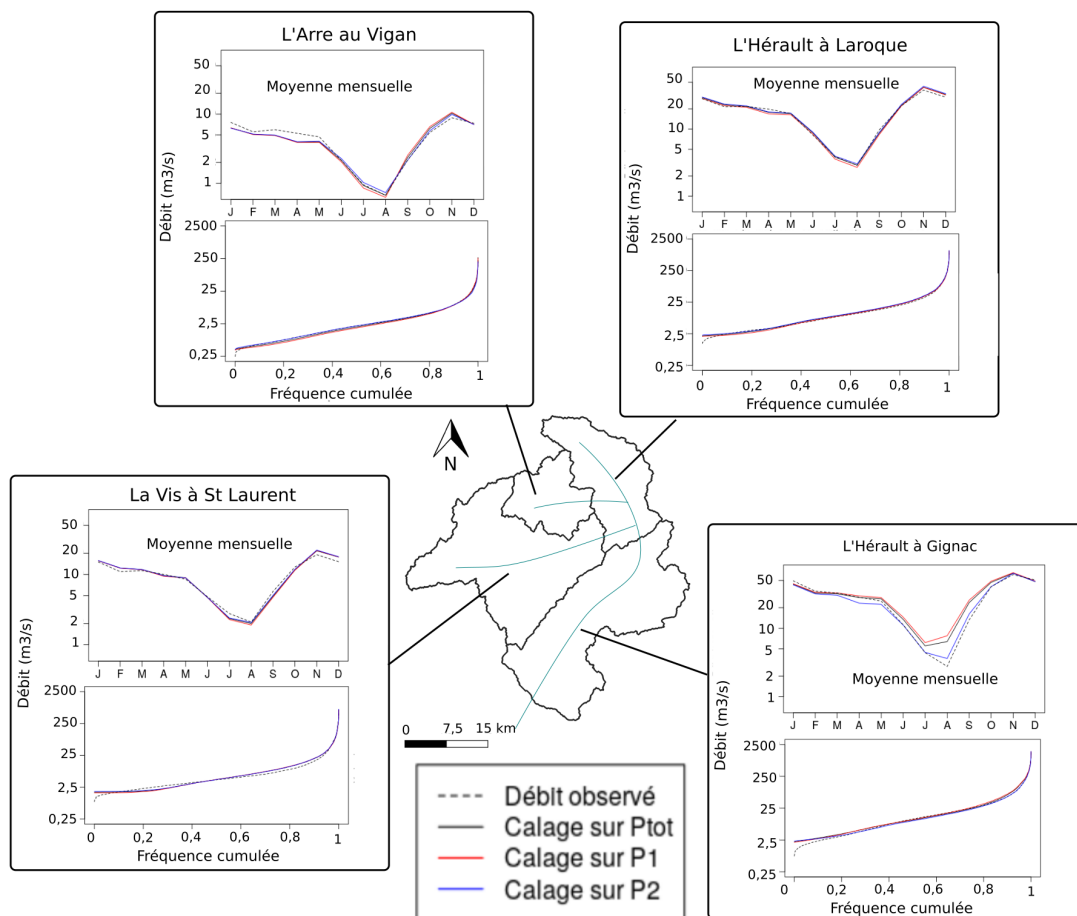 L'Arre au Vigan
Moyenne mensuelle
50
20
10
5
2
1
J F M A M J J A S O N D
Débit (m3/s)
2500
250
25
2,5
0,25
0 0,2 0,4 0,6 0,8 1
Fréquence cumulée
L'Hérault à Laroque
Moyenne mensuelle
50
20
10
5
2
1
J F M A M J J A S O N D
Débit (m3/s)
2500
250
25
2.5
0.25
0 0,2 0,4 0,6 0,8 1
Fréquence cumulée
N
La Vis à St Laurent
Moyenne mensuelle
50
20
10
5
2
1
J F M A M J J A S O N D
Débit (m3/s)
2500
250
25
2.5
0,25
0 0,2 0,4 0,6 0,8 1
Fréquence cumulée
L'Hérault à Gignac
50
20
10
5
2
1
Moyenne mensuelle
J F M A M J J A S O N D
Débit (m3/s)
2500
250
25
2,5
0,25
0 0,2 0,4 0,6 0,8 1
Fréquence cumulée
0 7,5 15 km
Débit observé
Calage sur Ptot
Calage sur P1
Calage sur P2